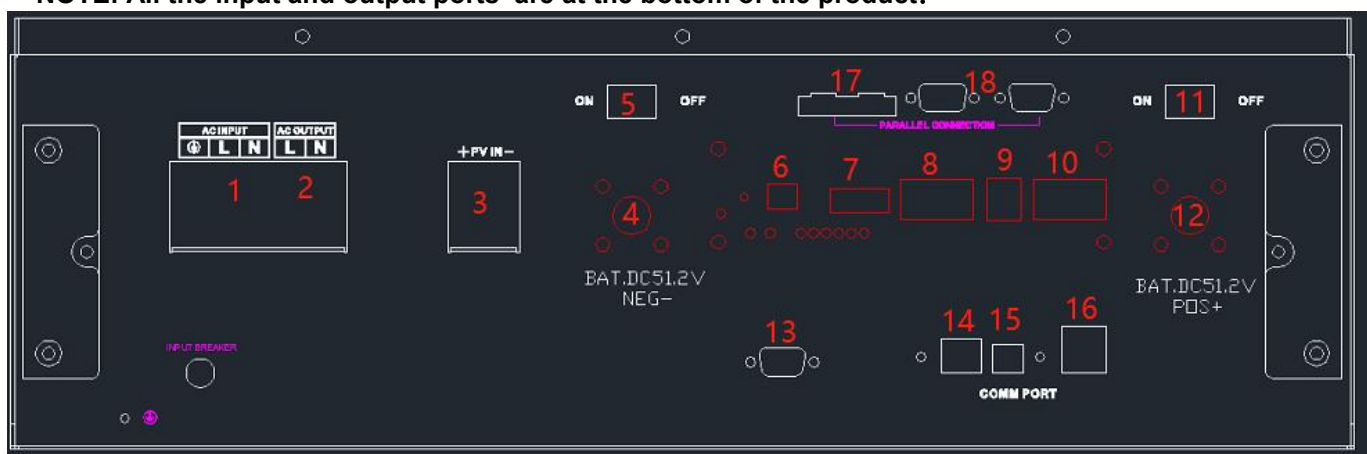 NOTE: All the input and output ports are at the bottom of the product.
17 18
ON 5 OFF
ON 11 OFF
PARALLEL CONNECTION
AC INPUT AC OUTPUT
L N L N
+PV IN-
1 2 3 4 6 7 8 9 10 12
BAT.DC51.2V
NEG-
BAT.DC51.2V
POS+
13 14 15 16
INPUT BREAKER
COMM PORT